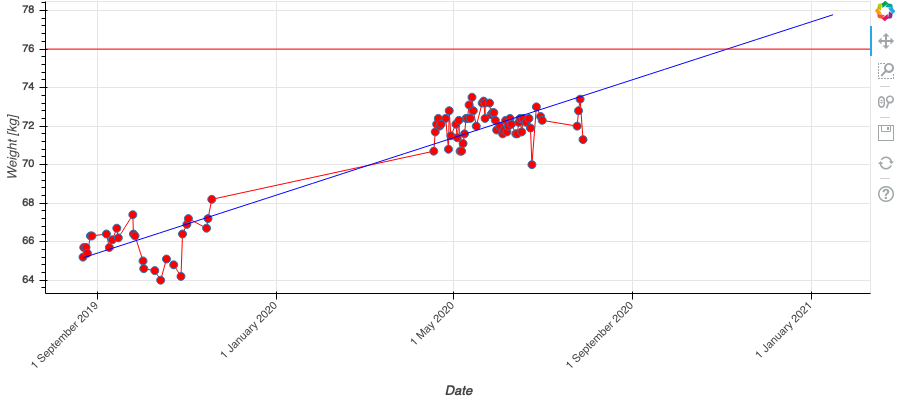 78
76
74
72
70
68
66
64
Weight [kg]
1 September 2019
1 January 2020
1 May 2020
1 September 2020
1 January 2021
Date